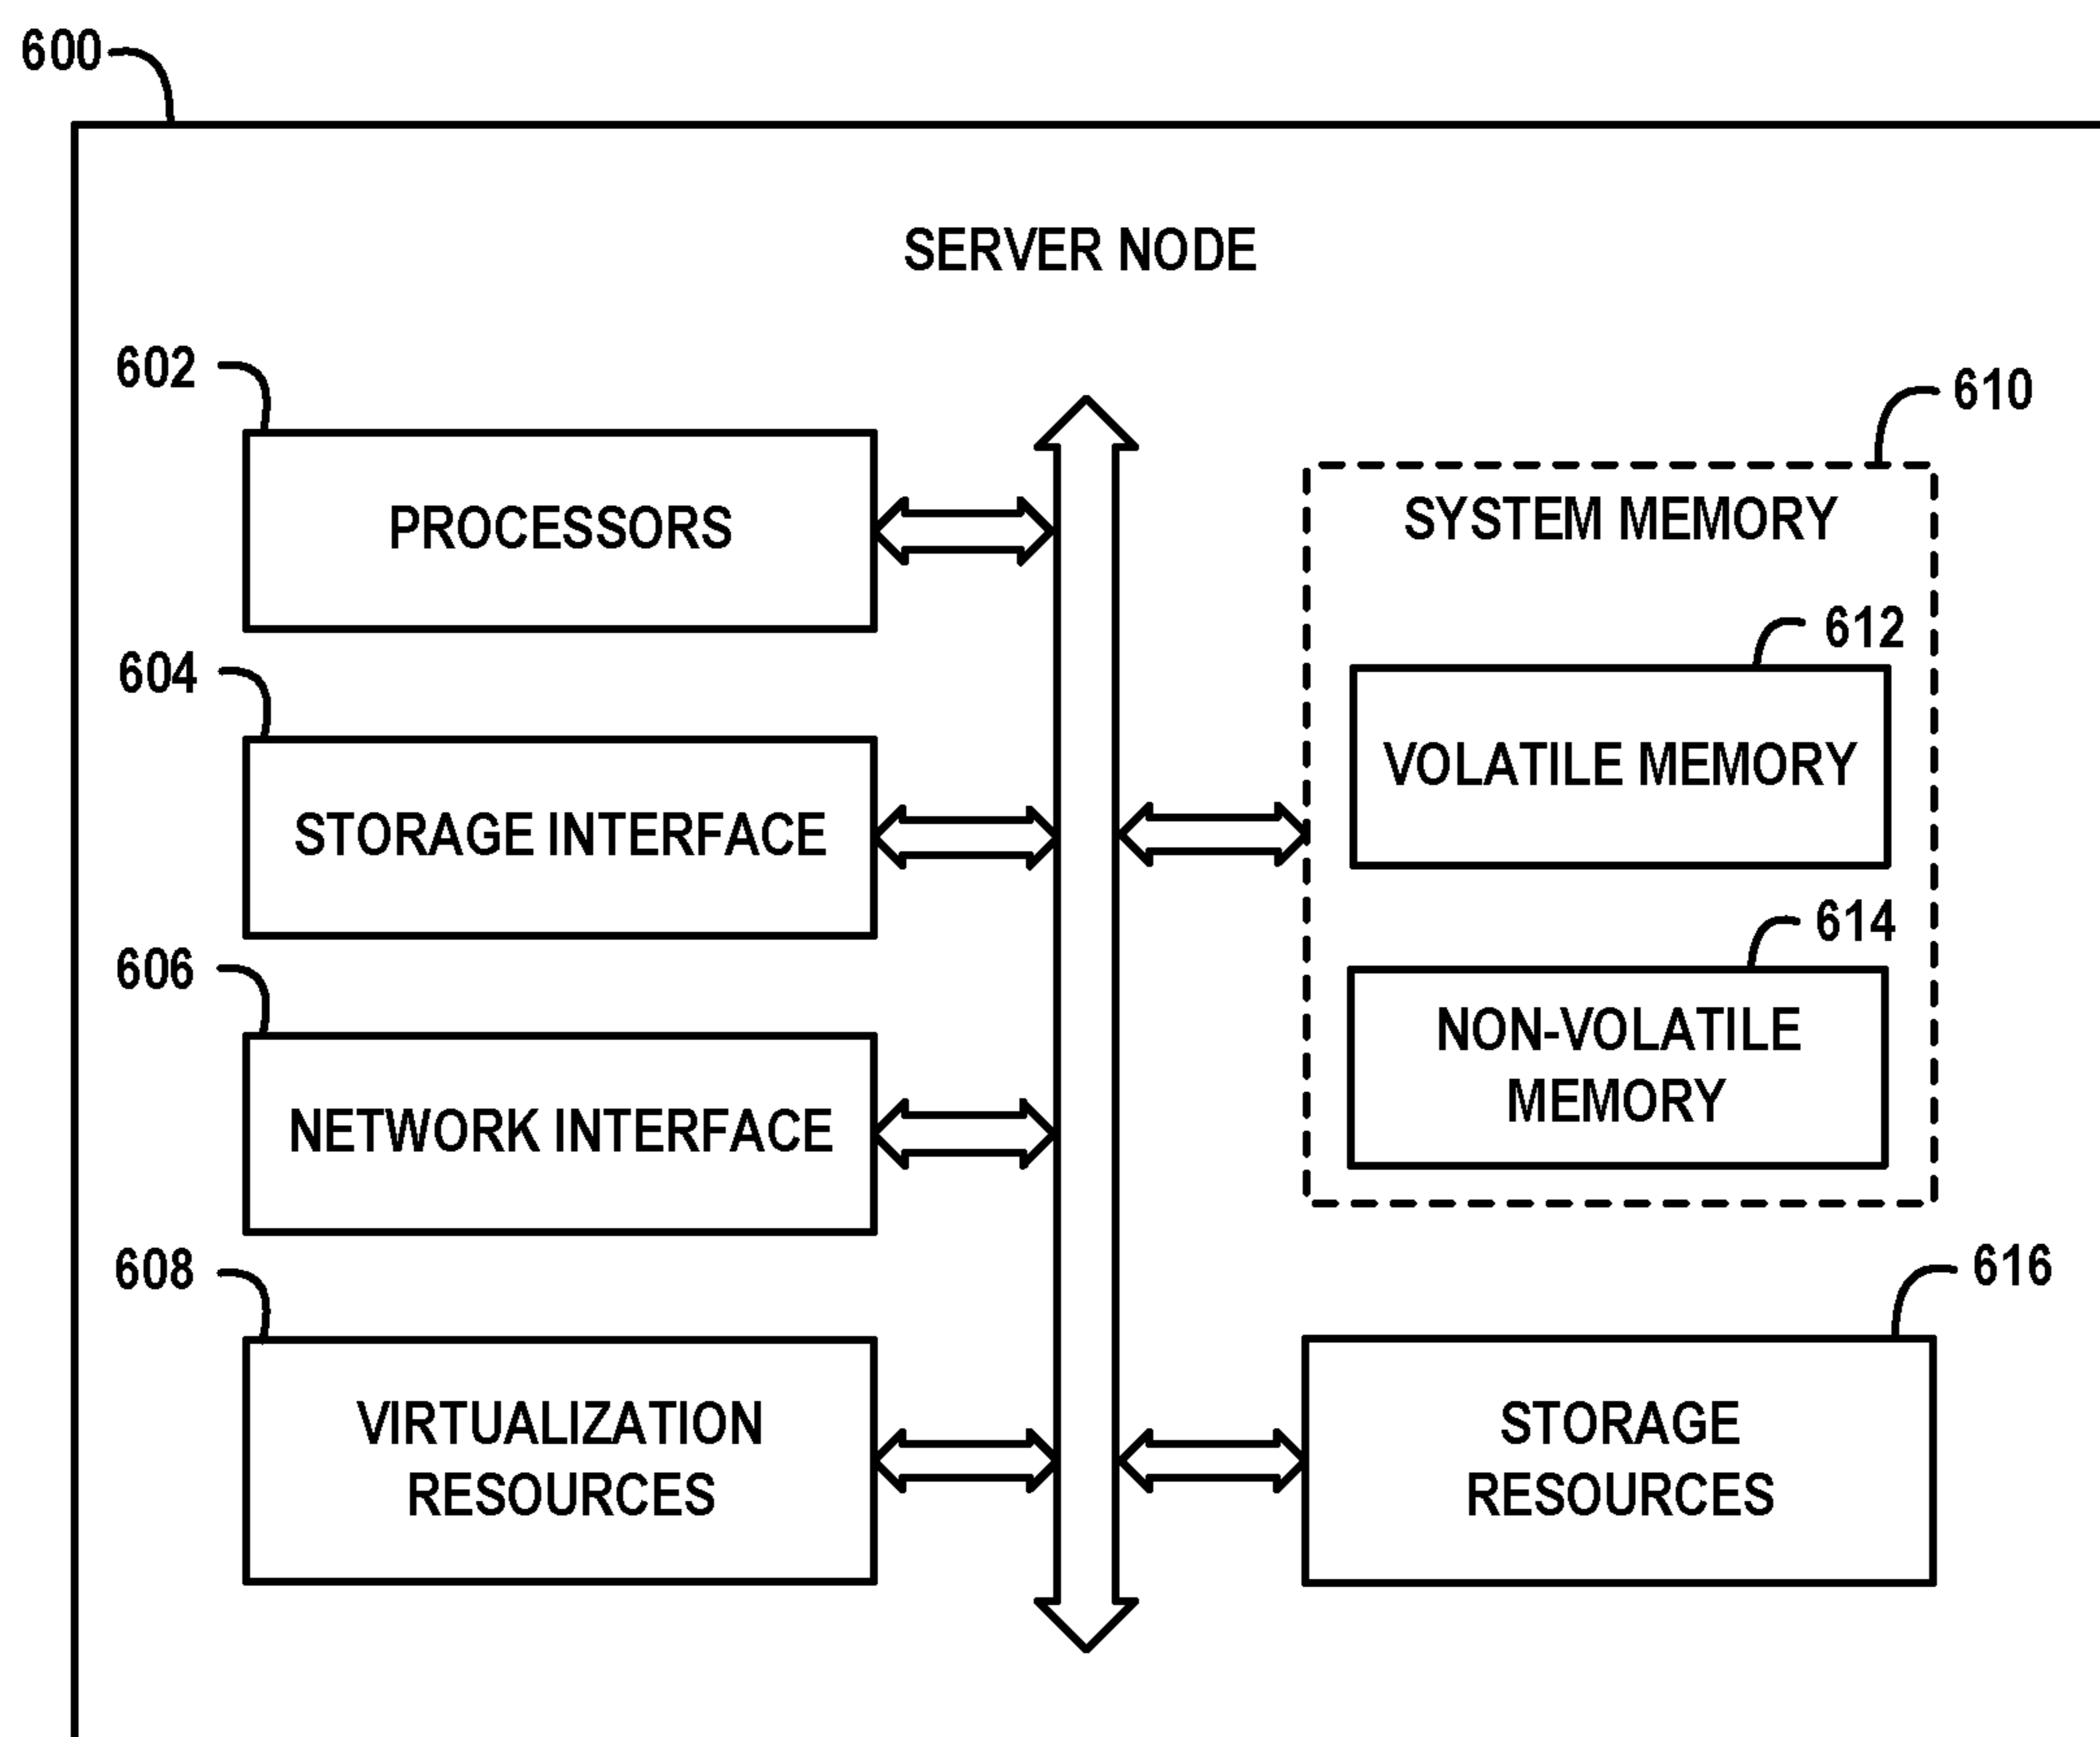 600
SERVER NODE
602
PROCESSORS
604
STORAGE INTERFACE
606
NETWORK INTERFACE
608
VIRTUALIZATION
RESOURCES
610
SYSTEM MEMORY
612
VOLATILE MEMORY
614
NON-VOLATILE
MEMORY
616
STORAGE
RESOURCES